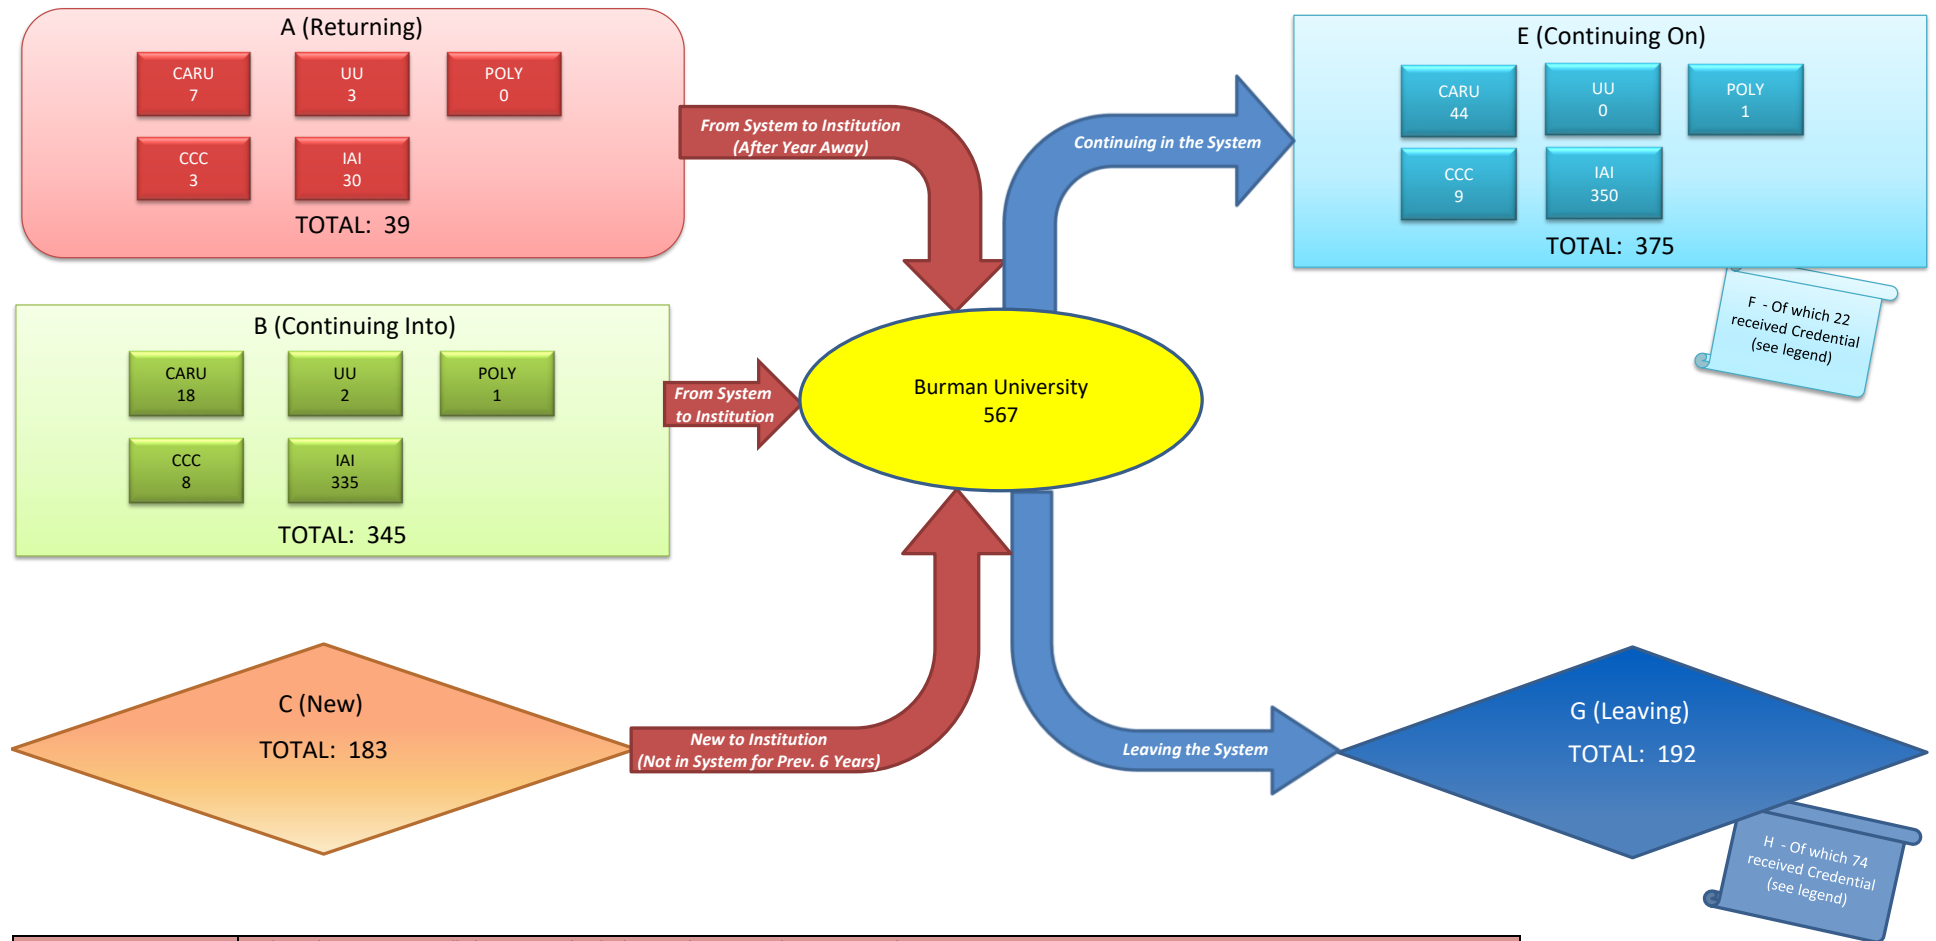 A (Returning)
CARU
7
UU
3
POLY
0
CCC
3
IAI
30
TOTAL: 39
From System to Institution
(After Year Away)
B (Continuing Into)
CARU
18
UU
2
POLY
1
CCC
8
IAI
335
TOTAL: 345
From System
to Institution
C (New)
TOTAL: 183
New to Institution
(Not in System for Prev. 6 Years)
Burman University
567
Continuing in the System
E (Continuing On)
CARU
44
UU
0
POLY
1
CCC
9
IAI
350
TOTAL: 375
F - Of which 22
received Credential
(see legend)
Leaving the System
G (Leaving)
TOTAL: 192
H - Of which 74
received Credential
(see legend)